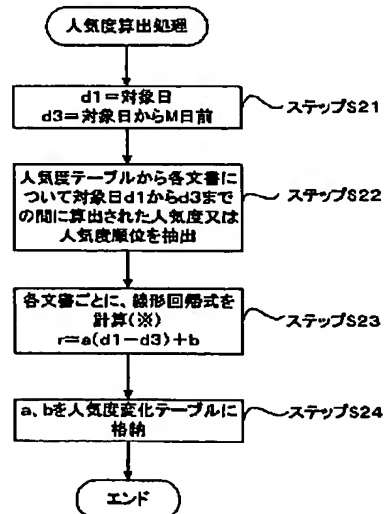 人気度算出処理
d1=対象日
d3=対象日からM日前
ステップS21
人気度テーブルから各文書に
ついて対象日d1からd3まで
の間に算出された人気度又は
人気度順位を抽出
ステップS22
各文書ごとに、線形回帰式を
計算(※)
r=a(d1-d3)+b
ステップS23
a、bを人気度変化テーブルに
格納
ステップS24
エンド